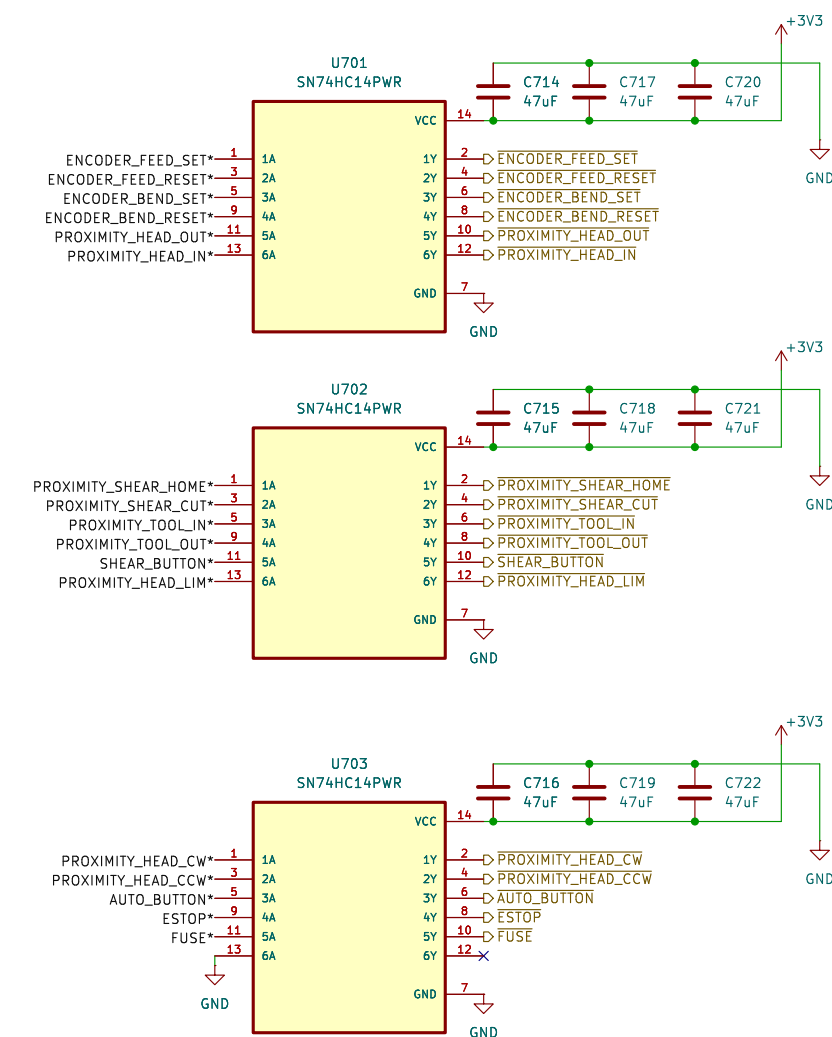 +3V3
U701
SN74HC14PWR
C714
47uF
C717
47uF
C720
47uF
VCC 14
GND
ENCODER_FEED_SET* 1 1A 1Y 2 ENCODER_FEED_SET
ENCODER_FEED_RESET* 3 2A 2Y 4 ENCODER_FEED_RESET
ENCODER_BEND_SET* 5 3A 3Y 6 ENCODER_BEND_SET
ENCODER_BEND_RESET* 9 4A 4Y 8 ENCODER_BEND_RESET
PROXIMITY_HEAD_OUT* 11 5A 5Y 10 PROXIMITY_HEAD_OUT
PROXIMITY_HEAD_IN* 13 6A 6Y 12 PROXIMITY_HEAD_IN
GND 7
GND
+3V3
U702
SN74HC14PWR
C715
47uF
C718
47uF
C721
47uF
VCC 14
GND
PROXIMITY_SHEAR_HOME* 1 1A 1Y 2 PROXIMITY_SHEAR_HOME
PROXIMITY_SHEAR_CUT* 3 2A 2Y 4 PROXIMITY_SHEAR_CUT
PROXIMITY_TOOL_IN* 5 3A 3Y 6 PROXIMITY_TOOL_IN
PROXIMITY_TOOL_OUT* 9 4A 4Y 8 PROXIMITY_TOOL_OUT
SHEAR_BUTTON* 11 5A 5Y 10 SHEAR_BUTTON
PROXIMITY_HEAD_LIM* 13 6A 6Y 12 PROXIMITY_HEAD_LIM
GND 7
GND
+3V3
U703
SN74HC14PWR
C716
47uF
C719
47uF
C722
47uF
VCC 14
GND
PROXIMITY_HEAD_CW* 1 1A 1Y 2 PROXIMITY_HEAD_CW
PROXIMITY_HEAD_CCW* 3 2A 2Y 4 PROXIMITY_HEAD_CCW
AUTO_BUTTON* 5 3A 3Y 6 AUTO_BUTTON
ESTOP* 9 4A 4Y 8 ESTOP
FUSE* 11 5A 5Y 10 FUSE
13 6A 6Y 12
GND
GND 7
GND